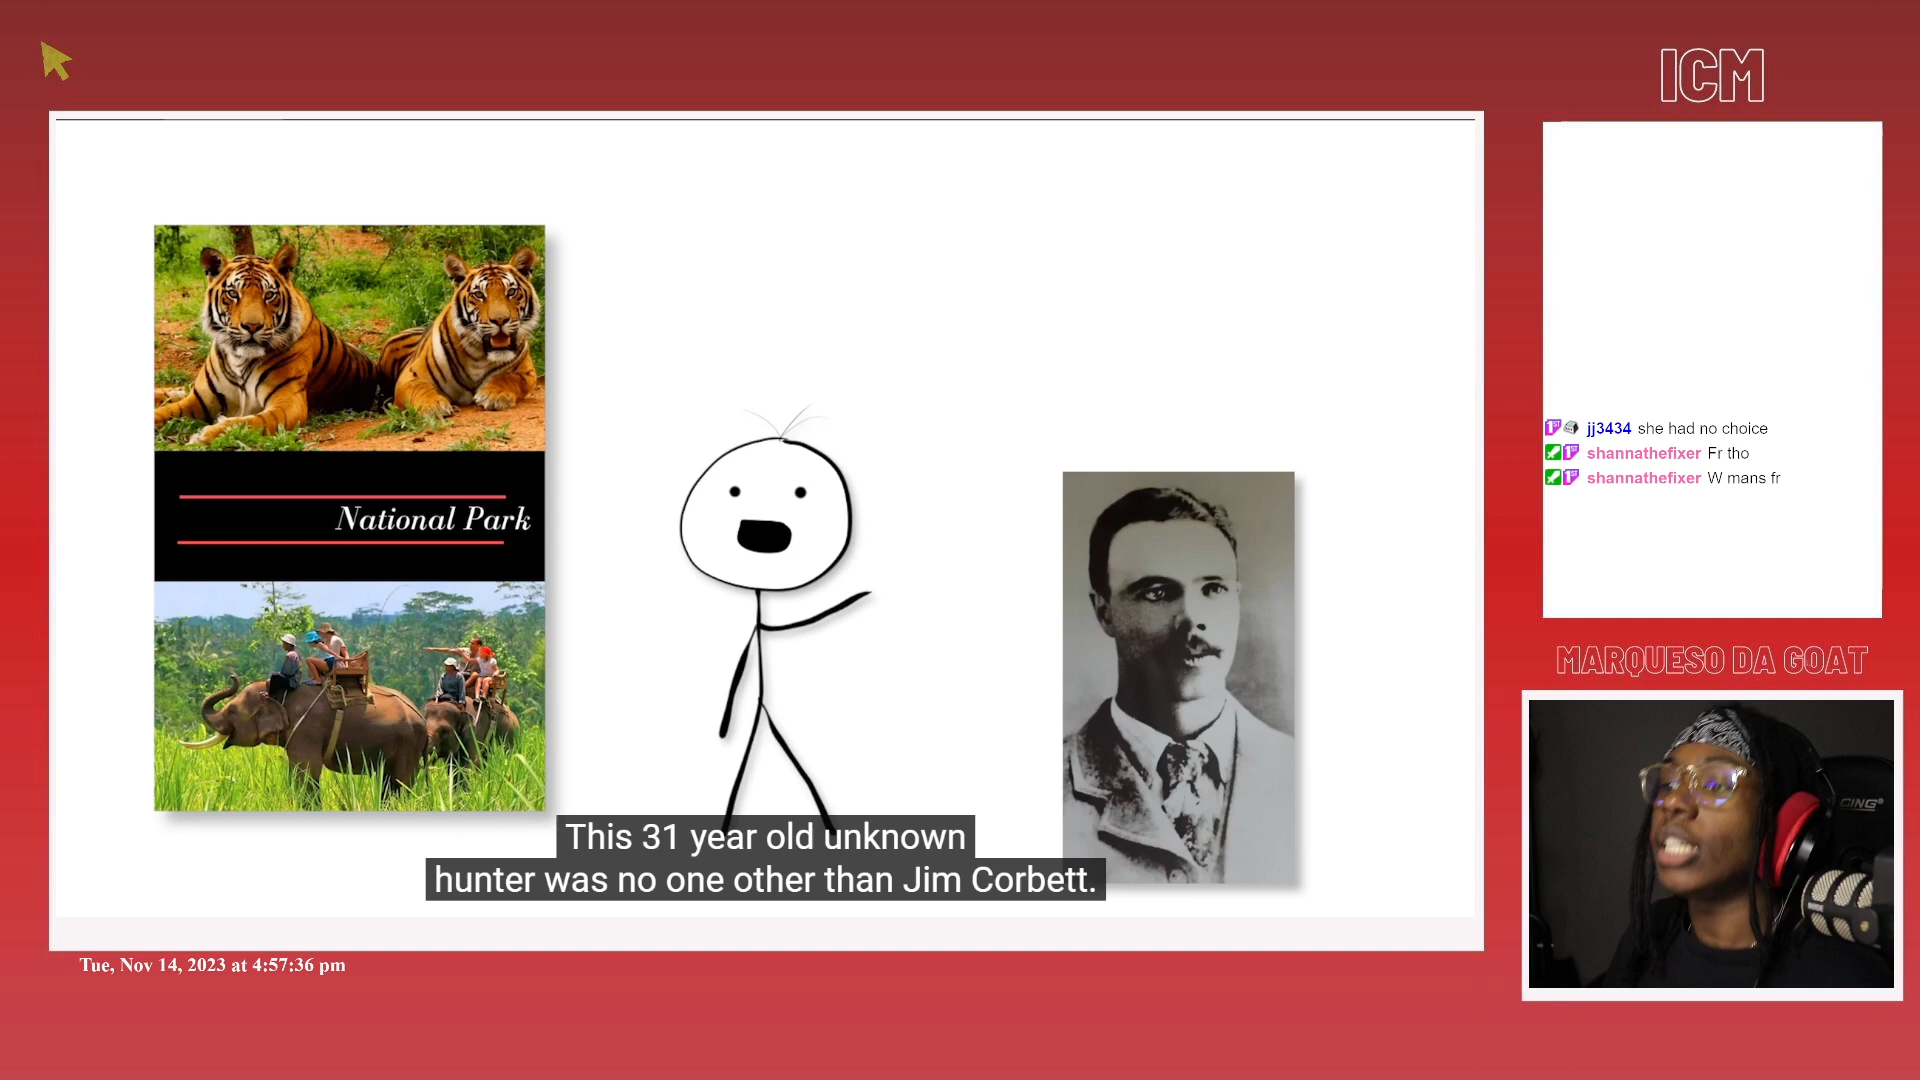 ICM
National Park
jj3434 she had no choice
shannathefixer Fr tho
shannathefixer W mans fr
This 31 year old unknown
hunter was no one other than Jim Corbett.
MARQUESO DA GOAT
CING®
Tue, Nov 14, 2023 at 4:57:36 pm